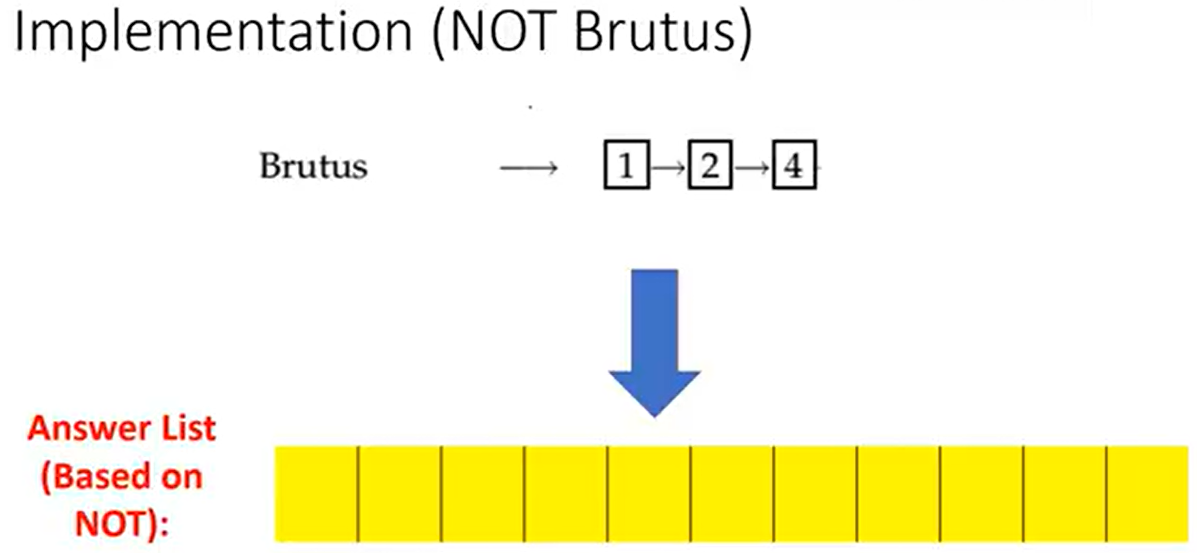 Implementation (NOT Brutus)
Brutus → 1 → 2 → 4
Answer List
(Based on
NOT):